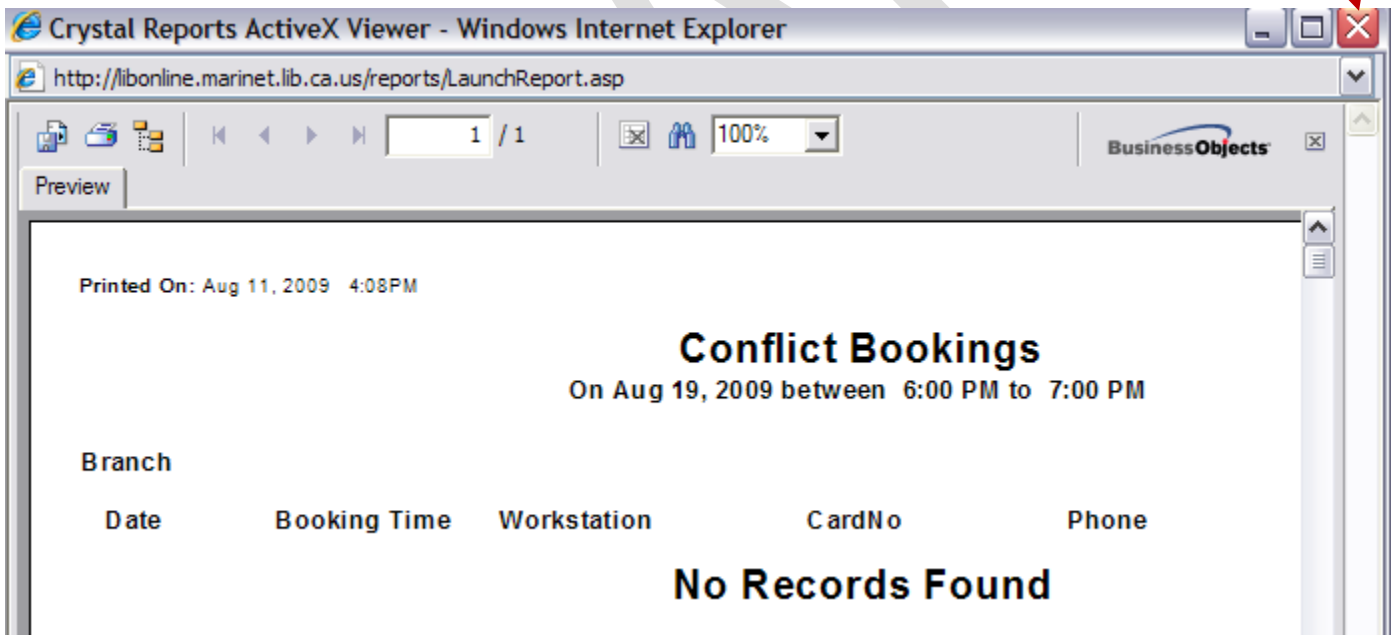 Crystal Reports ActiveX Viewer - Windows Internet Explorer
http://libonline.marinet.lib.ca.us/reports/LaunchReport.asp
1 / 1 100% BusinessObjects
Preview
Printed On: Aug 11, 2009 4:08PM
Conflict Bookings
On Aug 19, 2009 between 6:00 PM to 7:00 PM
Branch
Date Booking Time Workstation CardNo Phone
No Records Found